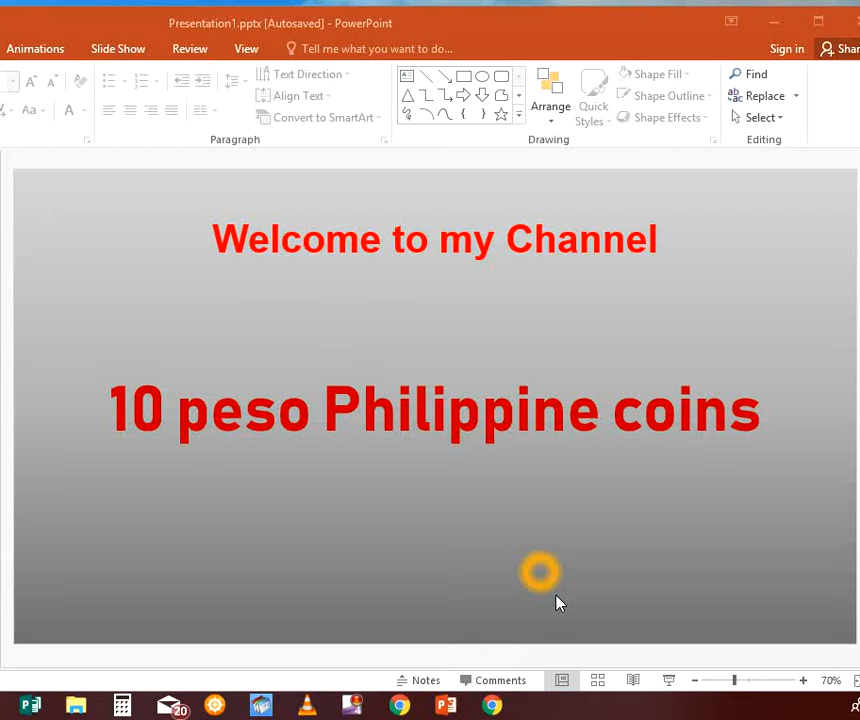 Presentation1.pptx [Autosaved] - PowerPoint
Animations Slide Show Review View Tell me what you want to do... Sign in
Text Direction
Align Text
Convert to SmartArt
Aa A
Arrange
Quick Styles
Shape Fill
Shape Outline
Shape Effects
Find
Replace
Select
Paragraph Drawing Editing
Welcome to my Channel
10 peso Philippine coins
Notes Comments 70%
20